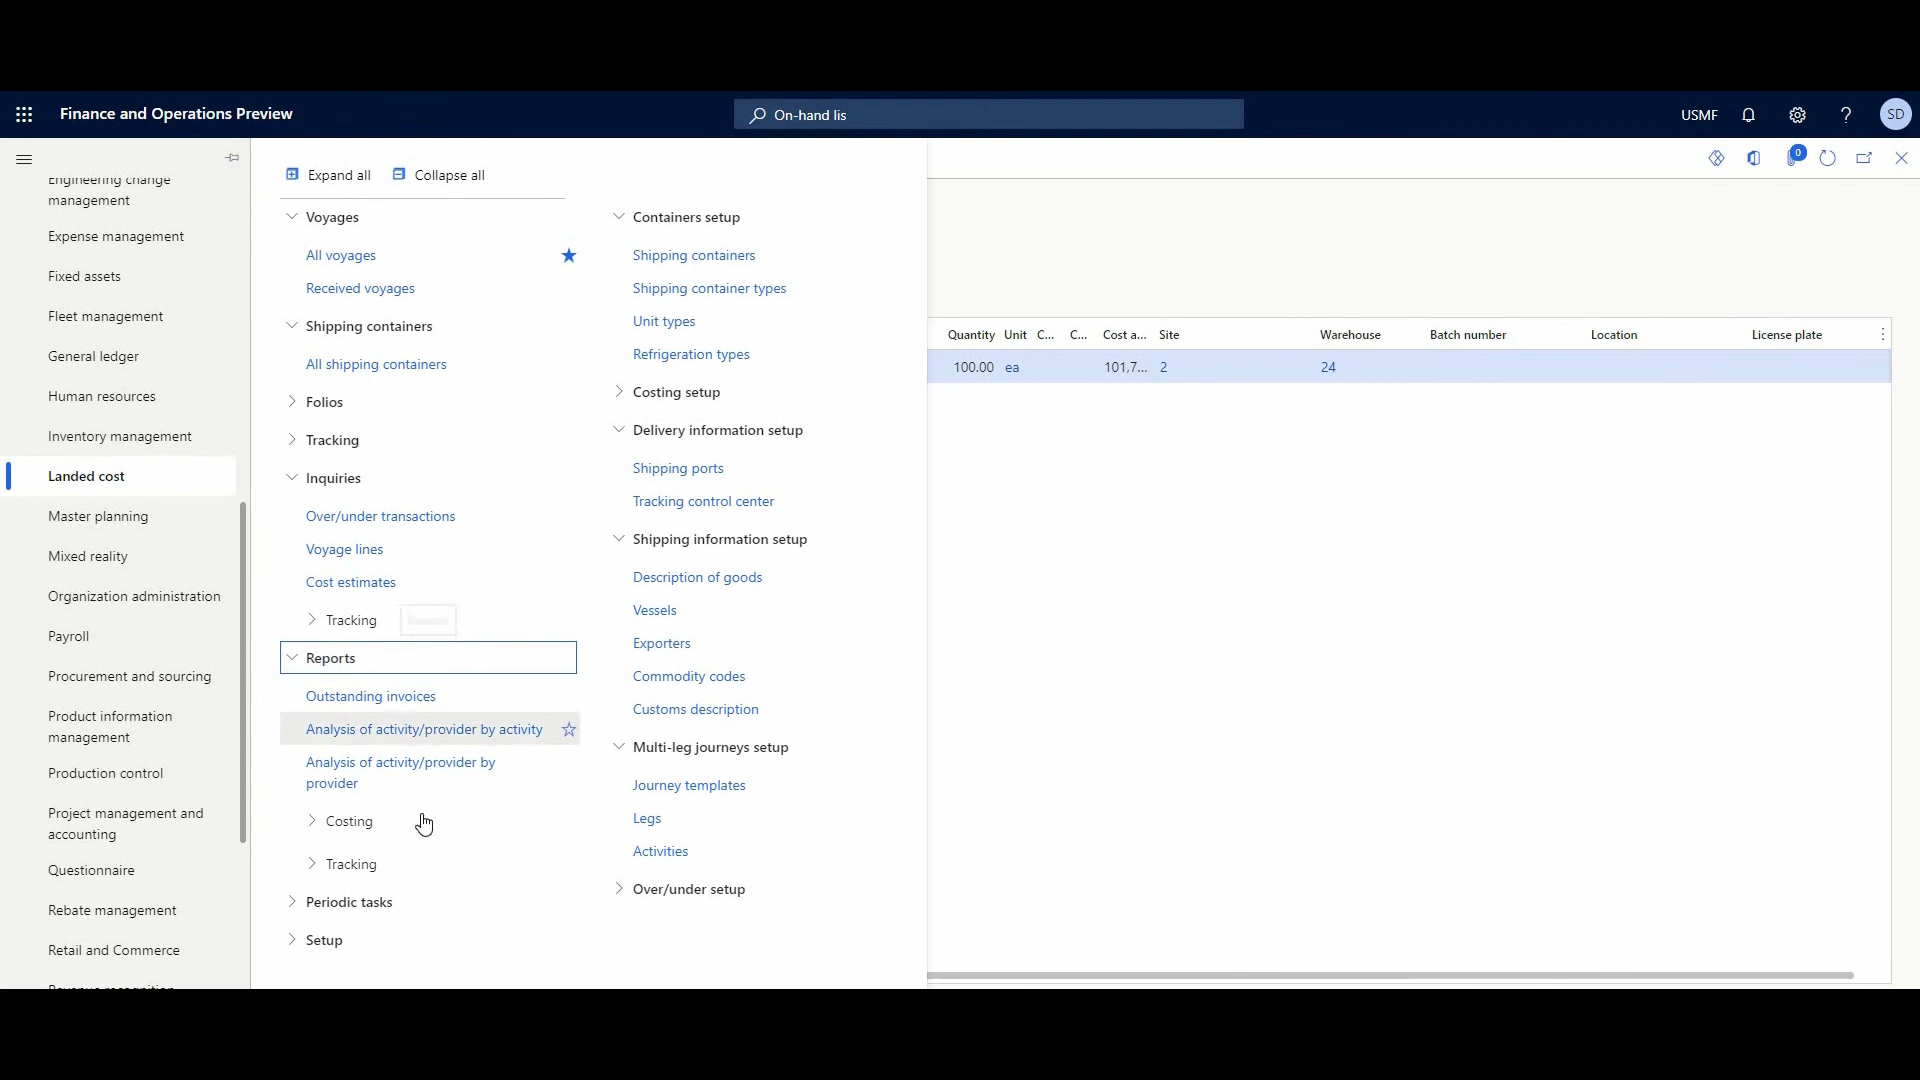 Finance and Operations Preview
On-hand lis
USMF
SD
0
Engineering change
management
Expense management
Fixed assets
Fleet management
General ledger
Human resources
Inventory management
Landed cost
Master planning
Mixed reality
Organization administration
Payroll
Procurement and sourcing
Product information
management
Production control
Project management and
accounting
Questionnaire
Rebate management
Retail and Commerce
Expand all
Collapse all
Voyages
All voyages
Received voyages
Shipping containers
All shipping containers
Folios
Tracking
Inquiries
Over/under transactions
Voyage lines
Cost estimates
Tracking
Reports
Outstanding invoices
Analysis of activity/provider by activity
Analysis of activity/provider by
provider
Costing
Tracking
Periodic tasks
Setup
Containers setup
Shipping containers
Shipping container types
Unit types
Refrigeration types
Costing setup
Delivery information setup
Shipping ports
Tracking control center
Shipping information setup
Description of goods
Vessels
Exporters
Commodity codes
Customs description
Multi-leg journeys setup
Journey templates
Legs
Activities
Over/under setup
Quantity Unit C... C... Cost a... Site Warehouse Batch number Location License plate
100.00 ea 101,7... 2 24